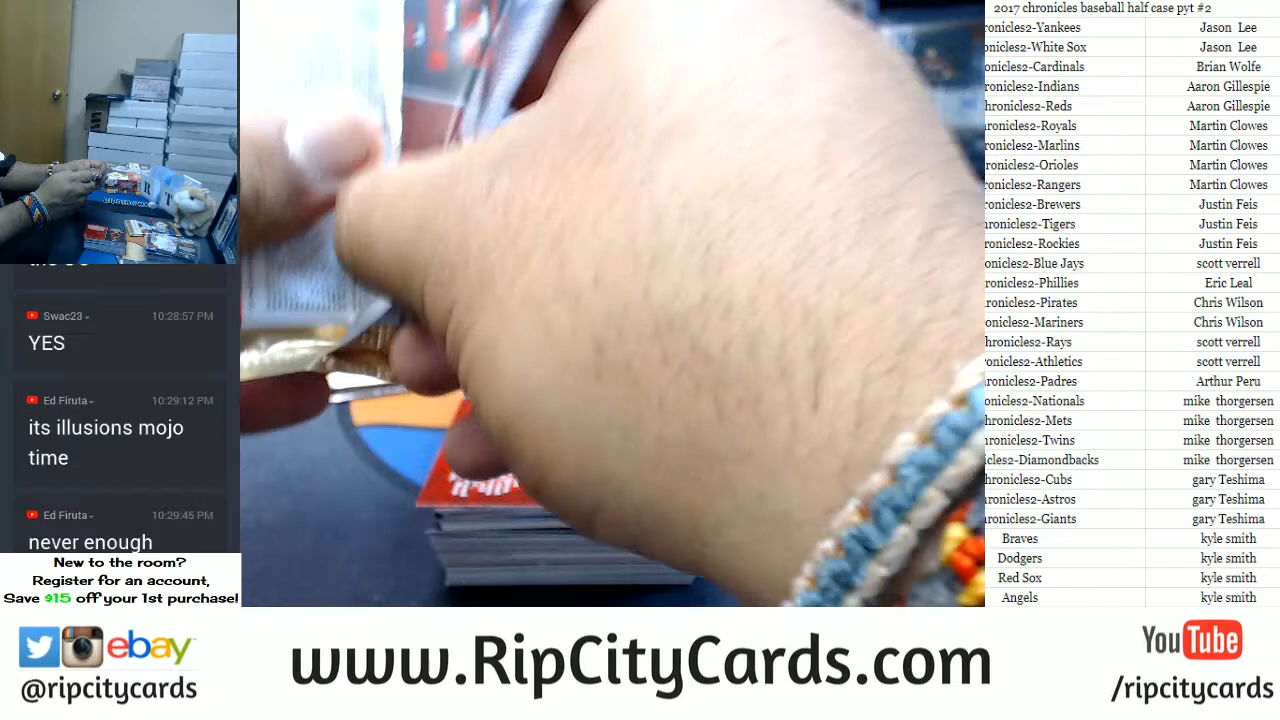 2017 chronicles baseball half case pyt #2
ronicles2-Yankees Jason Lee
onicles2-White Sox Jason Lee
onicles2-Cardinals Brian Wolfe
ronicles2-Indians Aaron Gillespie
hronicles2-Reds Aaron Gillespie
ronicles2-Royals Martin Clowes
ronicles2-Marlins Martin Clowes
ronicles2-Orioles Martin Clowes
ronicles2-Rangers Martin Clowes
ronicles2-Brewers Justin Feis
ronicles2-Tigers Justin Feis
ronicles2-Rockies Justin Feis
onicles2-Blue Jays scott verrell
ronicles2-Phillies Eric Leal
ronicles2-Pirates Chris Wilson
onicles2-Mariners Chris Wilson
hronicles2-Rays scott verrell
onicles2-Athletics scott verrell
ronicles2-Padres Arthur Peru
onicles2-Nationals mike thorgersen
hronicles2-Mets mike thorgersen
ronicles2-Twins mike thorgersen
icles2-Diamondbacks mike thorgersen
hronicles2-Cubs gary Teshima
ronicles2-Astros gary Teshima
ronicles2-Giants gary Teshima
Braves kyle smith
Dodgers kyle smith
Red Sox kyle smith
Angels kyle smith
Swac23 10:28:57 PM
YES
Ed Firuta 10:29:12 PM
its illusions mojo
time
Ed Firuta 10:29:45 PM
never enough
New to the room?
Register for an account,
Save $15 off your 1st purchase!
ebay
@ripcitycards
www.RipCityCards.com
YouTube
/ripcitycards